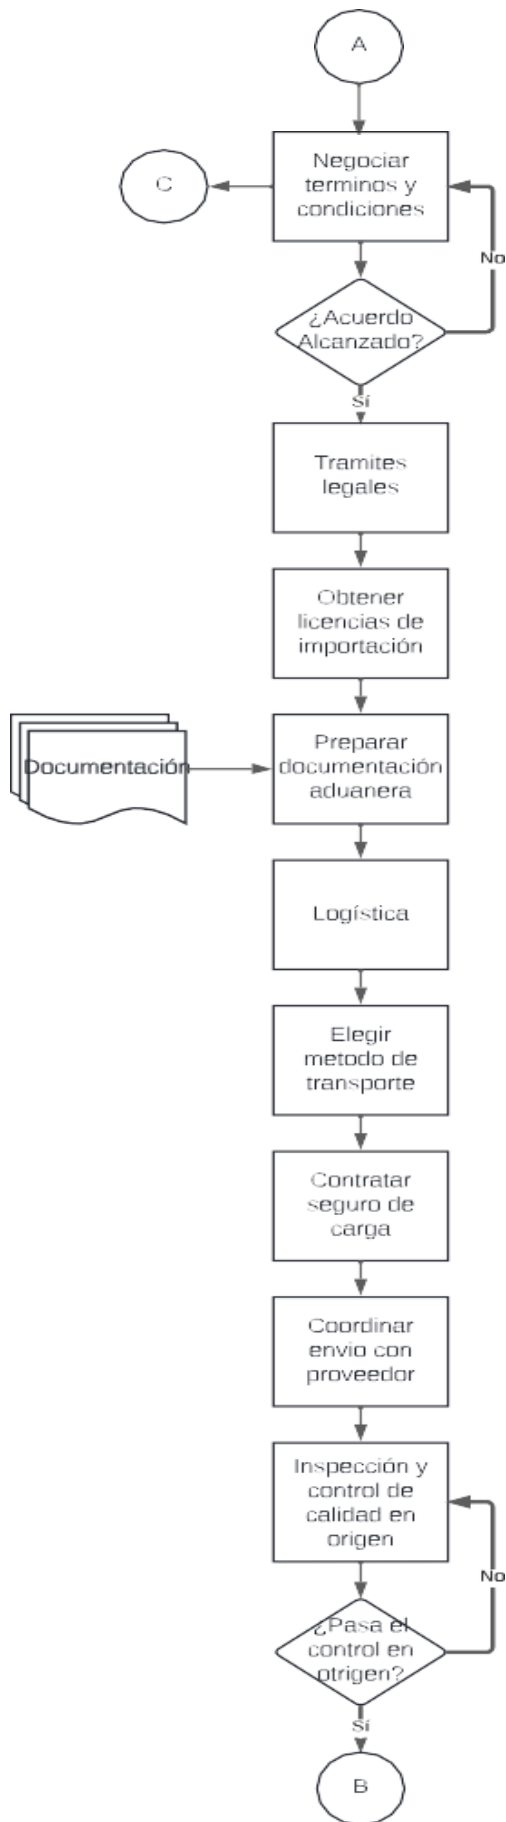 A
Negociar
terminos y
condiciones
C
No
¿Acuerdo
Alcanzado?
Sí
Tramites
legales
Obtener
licencias de
importación
Preparar
documentación
aduanera
Documentación
Logística
Elegir
metodo de
transporte
Contratar
seguro de
carga
Coordinar
envio con
proveedor
Inspección y
control de
calidad en
origen
No
¿Pasa el
control en
otrigen?
Sí
B